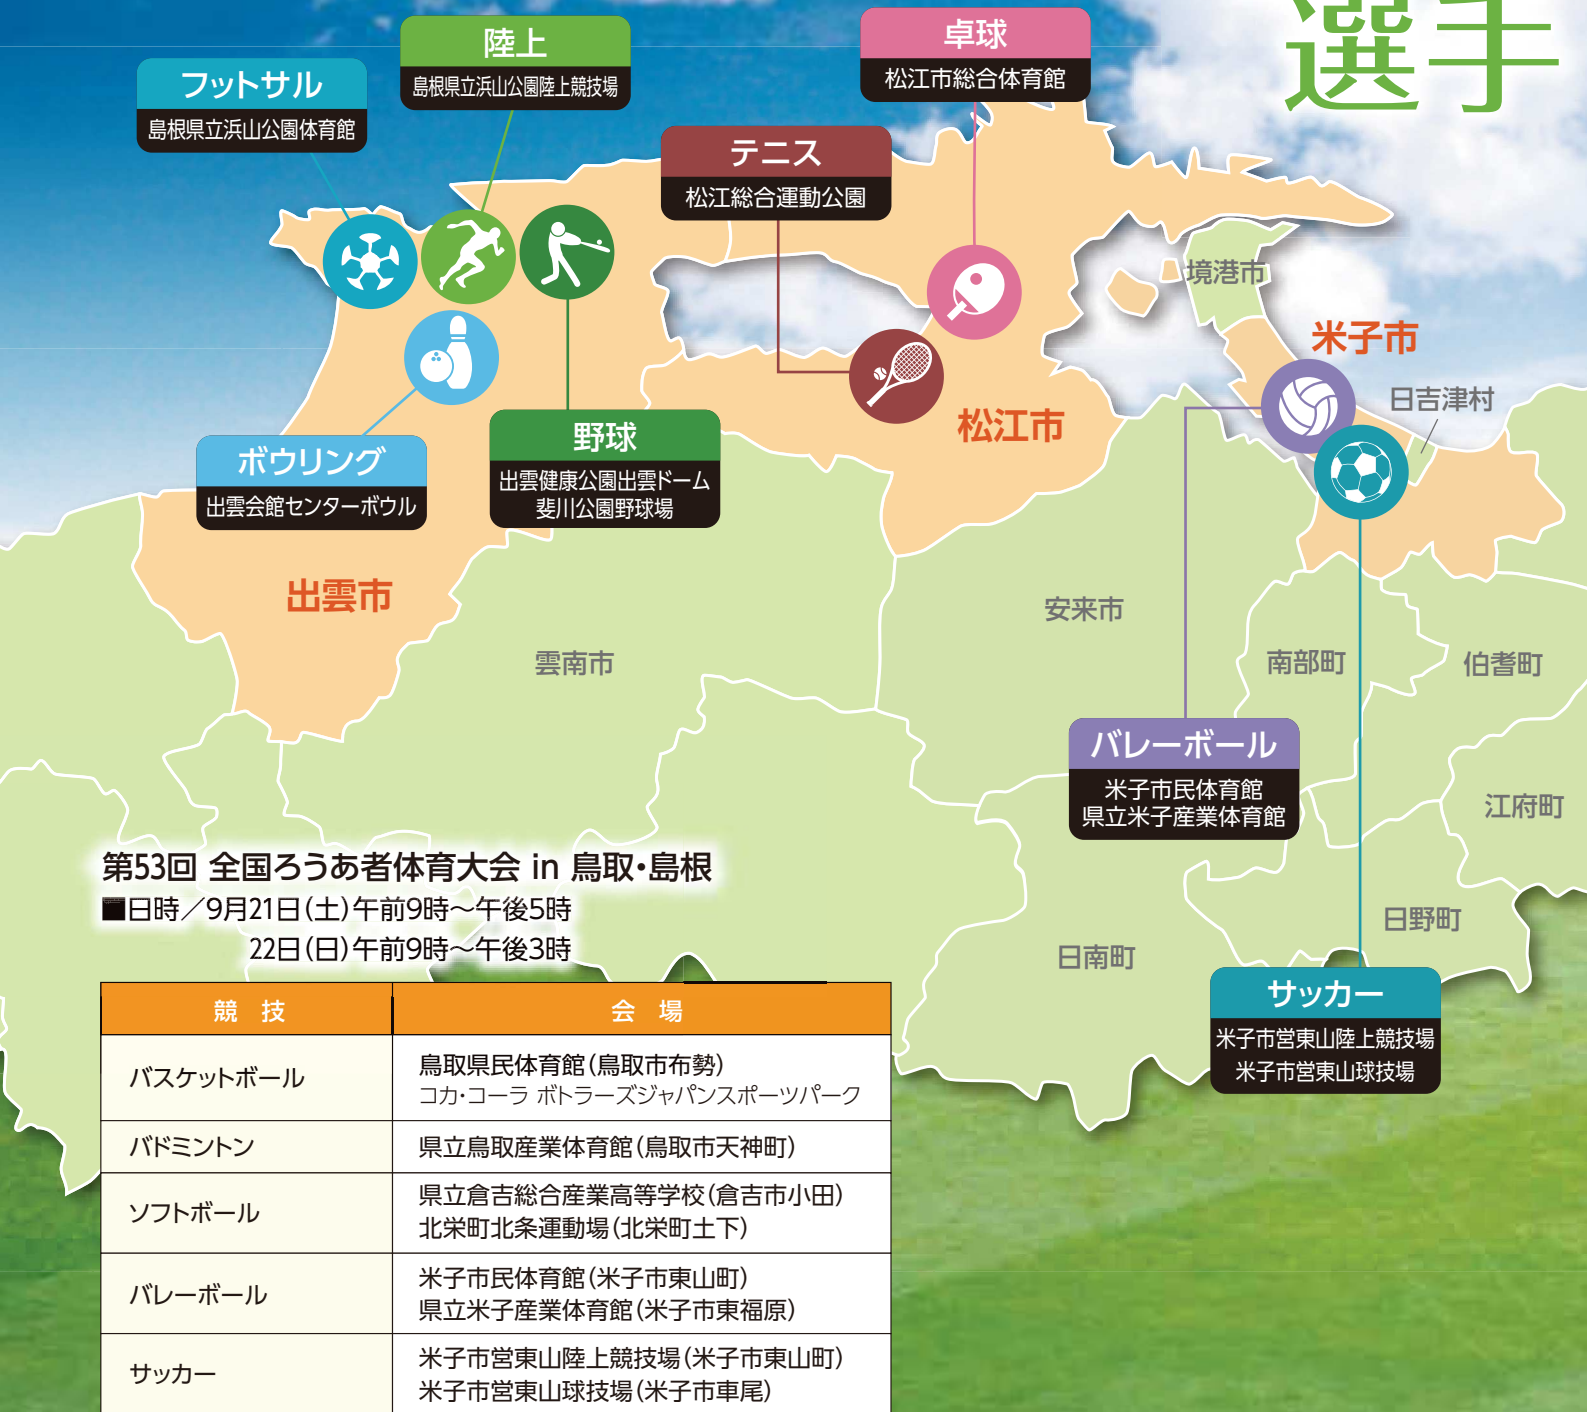 選手
陸上
島根県立浜山公園陸上競技場
卓球
松江市総合体育館
フットサル
島根県立浜山公園体育館
テニス
松江総合運動公園
境港市
米子市
日吉津村
松江市
ボウリング
出雲会館センターボウル
野球
出雲健康公園出雲ドーム
斐川公園野球場
出雲市
安来市
雲南市
南部町
伯耆町
バレーボール
米子市民体育館
県立米子産業体育館
江府町
日野町
日南町
サッカー
米子市営東山陸上競技場
米子市営東山球技場
第53回 全国ろうあ者体育大会 in 鳥取・島根
■日時／9月21日(土)午前9時～午後5時
22日(日)午前9時～午後3時
競 技 会 場
バスケットボール 鳥取県民体育館(鳥取市布勢)
コカ・コーラ ボトラーズジャパンスポーツパーク
バドミントン 県立鳥取産業体育館(鳥取市天神町)
ソフトボール 県立倉吉総合産業高等学校(倉吉市小田)
北栄町北条運動場(北栄町土下)
バレーボール 米子市民体育館(米子市東山町)
県立米子産業体育館(米子市東福原)
サッカー 米子市営東山陸上競技場(米子市東山町)
米子市営東山球技場(米子市車尾)